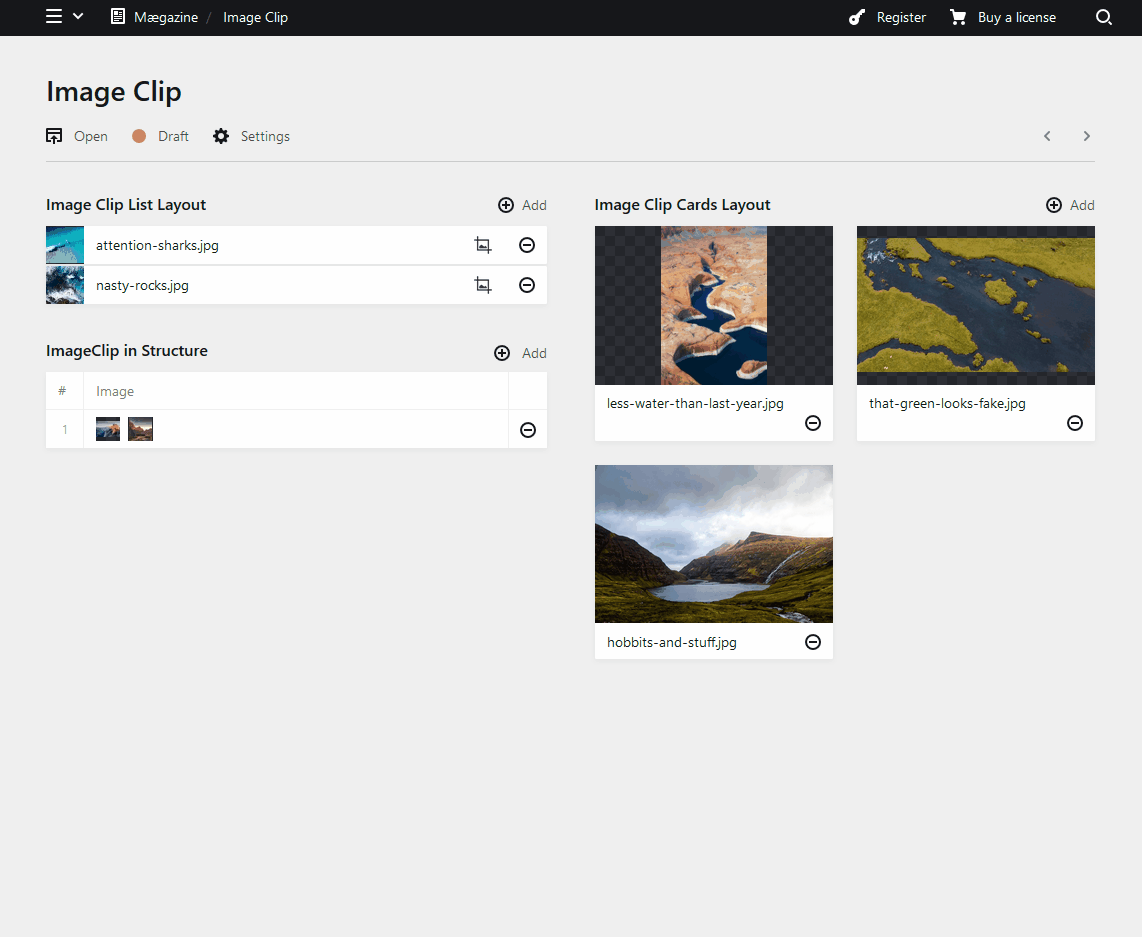 Mægazine / Image Clip
Register
Buy a license
Image Clip
Open
Draft
Settings
Image Clip List Layout
Add
attention-sharks.jpg
nasty-rocks.jpg
ImageClip in Structure
Add
# Image
1
Image Clip Cards Layout
Add
less-water-than-last-year.jpg
that-green-looks-fake.jpg
hobbits-and-stuff.jpg